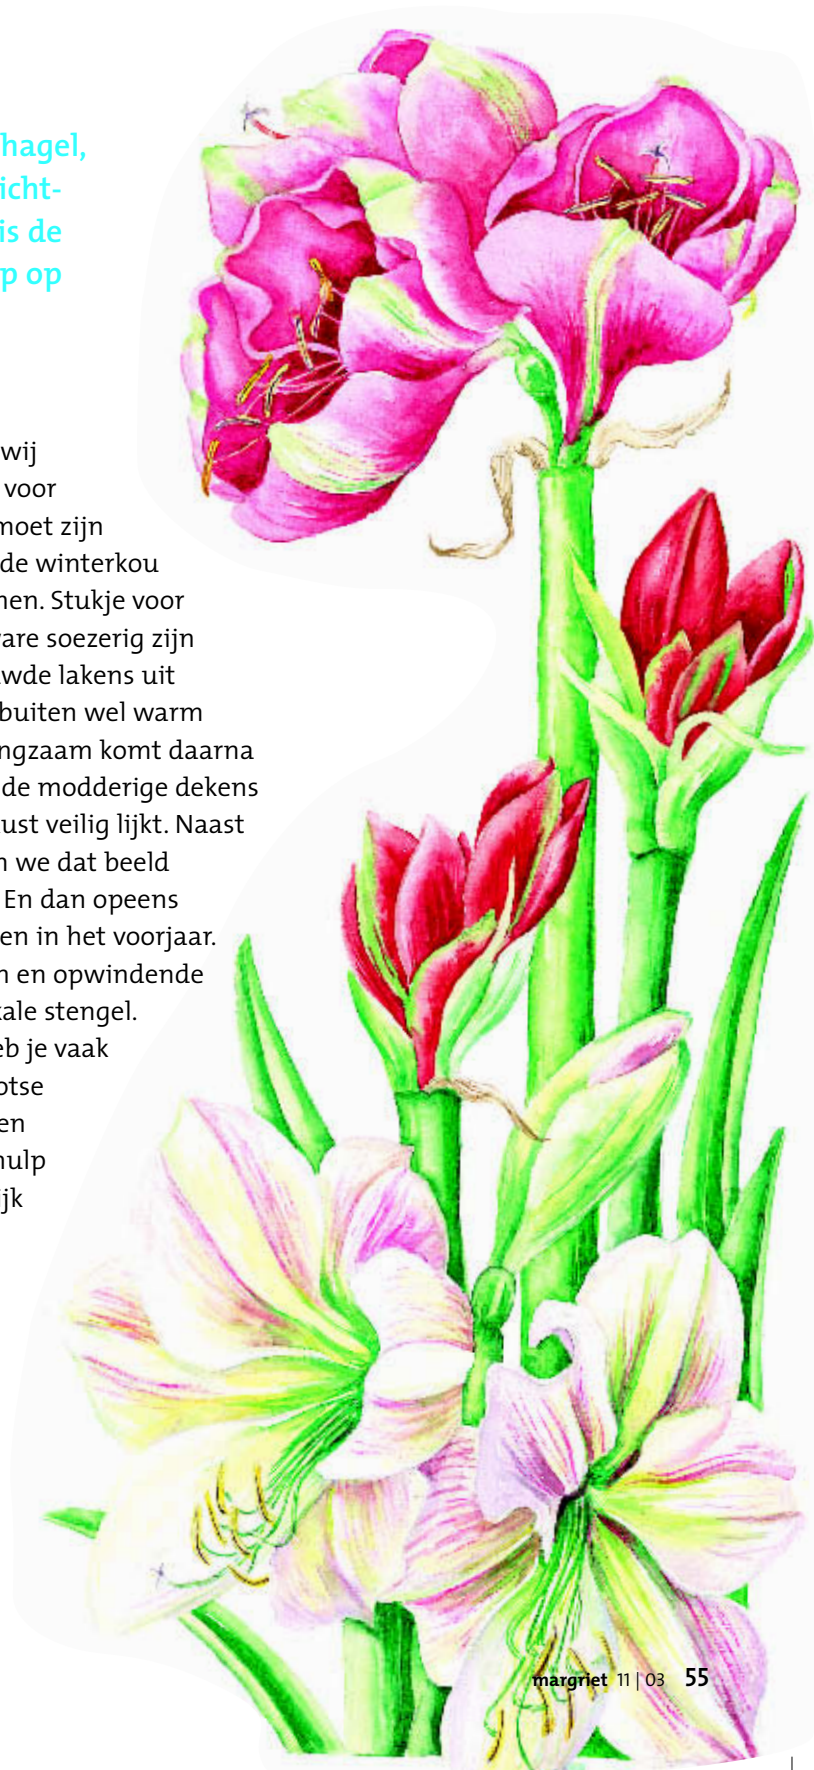 hagel,
icht-
is de
p op
wij
voor
moet zijn
de winterkou
nen. Stukje voor
are soezerig zijn
wde lakens uit
buiten wel warm
ngzaam komt daarna
de modderige dekens
ust veilig lijkt. Naast
n we dat beeld
En dan opeens
en in het voorjaar.
n en opwindende
kale stengel.
eb je vaak
otse
en
hulp
ijk
margriet 11 | 03 55